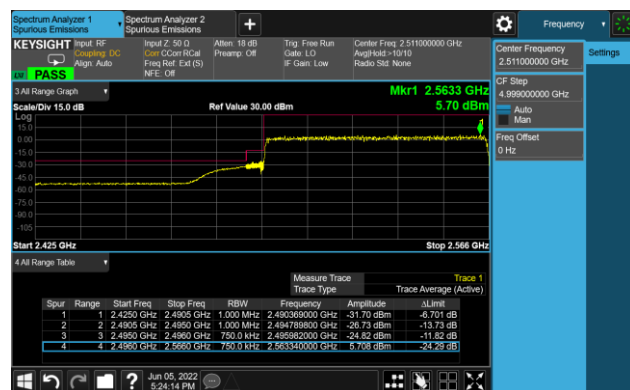 Spectrum Analyzer 1
Spurious Emissions
Spectrum Analyzer 2
Spurious Emissions
Frequency
KEYSIGHT
Input: RF
Coupling: DC
Align: Auto
Input Z: 50 Ω
Corr CCorr RCal
Freq Ref: Ext (S)
NFE: Off
Atten: 18 dB
Preamp: Off
Trig: Free Run
Gate: LO
IF Gain: Low
Center Freq: 2.511000000 GHz
Avg|Hold:>10/10
Radio Std: None
PASS
Center Frequency
2.511000000 GHz
Settings
CF Step
4.999000000 GHz
Auto
Man
Freq Offset
0 Hz
3 All Range Graph
Mkr1 2.5633 GHz
Scale/Div 15.0 dB
Ref Value 30.00 dBm
5.70 dBm
Log
15.0
0.00
-15.0
-30.0
-45.0
-60.0
-75.0
-90.0
-105
Start 2.425 GHz
Stop 2.566 GHz
4 All Range Table
Measure Trace Trace 1
Trace Type Trace Average (Active)
Spur Range Start Freq Stop Freq RBW Frequency Amplitude ΔLimit
1 1 2.4250 GHz 2.4905 GHz 1.000 MHz 2.490369000 GHz -31.70 dBm -6.701 dB
2 2 2.4905 GHz 2.4950 GHz 1.000 MHz 2.494789800 GHz -26.73 dBm -13.73 dB
3 3 2.4950 GHz 2.4960 GHz 750.0 kHz 2.495982000 GHz -24.82 dBm -11.82 dB
4 4 2.4960 GHz 2.5660 GHz 750.0 kHz 2.563340000 GHz 5.708 dBm -24.29 dB
Jun 05, 2022
5:24:14 PM